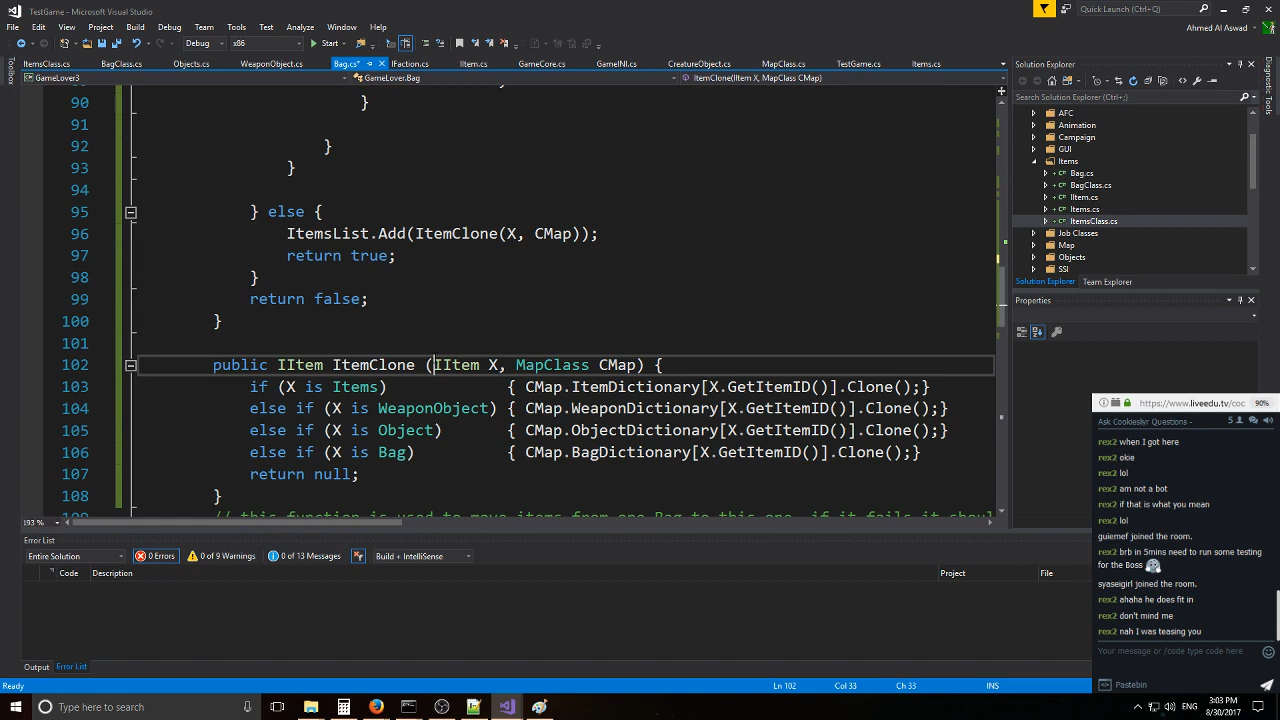 TestGame - Microsoft Visual Studio
Quick Launch (Ctrl+Q)
File Edit View Project Build Debug Team Tools Test Analyze Window Help
Ahmed Al Aswad
Debug x86 Start
ItemsClass.cs BagClass.cs Objects.cs WeaponObject.cs Bag.cs* IFaction.cs IItem.cs GameCore.cs GameINI.cs CreatureObject.cs MapClass.cs TestGame.cs Items.cs
GameLover3 GameLover.Bag ItemClone(IItem X, MapClass CMap)
Toolbox
90 }
91
92 }
93 }
94
95 } else {
96 ItemsList.Add(ItemClone(X, CMap));
97 return true;
98 }
99 return false;
100 }
101
102 public IItem ItemClone (IItem X, MapClass CMap) {
103 if (X is Items) { CMap.ItemDictionary[X.GetItemID()].Clone();}
104 else if (X is WeaponObject) { CMap.WeaponDictionary[X.GetItemID()].Clone();}
105 else if (X is Object) { CMap.ObjectDictionary[X.GetItemID()].Clone();}
106 else if (X is Bag) { CMap.BagDictionary[X.GetItemID()].Clone();}
107 return null;
108 }
// this function is used to move items from one Bag to this one, if it fails it shoul
193 %
Error List
Entire Solution 0 Errors 0 of 9 Warnings 0 of 13 Messages Build + IntelliSense
Code Description Project File
Output Error List
Ready Ln 102 Col 33 Ch 33 INS
Solution Explorer
Search Solution Explorer (Ctrl+;)
AFC
Animation
Campaign
GUI
Items
Bag.cs
BagClass.cs
IItem.cs
Items.cs
ItemsClass.cs
Job Classes
Map
Objects
SSI
Solution Explorer Team Explorer
Properties
Diagnostic Tools
https://www.liveedu.tv/coc 90%
Ask Cookieslyr Questions - 5
rex2 when I got here
rex2 okie
rex2 lol
rex2 am not a bot
rex2 if that is what you mean
rex2 lol
guiemef joined the room.
rex2 brb in 5mins need to run some testing
for the Boss
syaseigirl joined the room.
rex2 ahaha he does fit in
rex2 don't mind me
rex2 nah I was teasing you
Your message or /code type code here
Pastebin
Type here to search
ENG
3:03 PM
8/30/2017